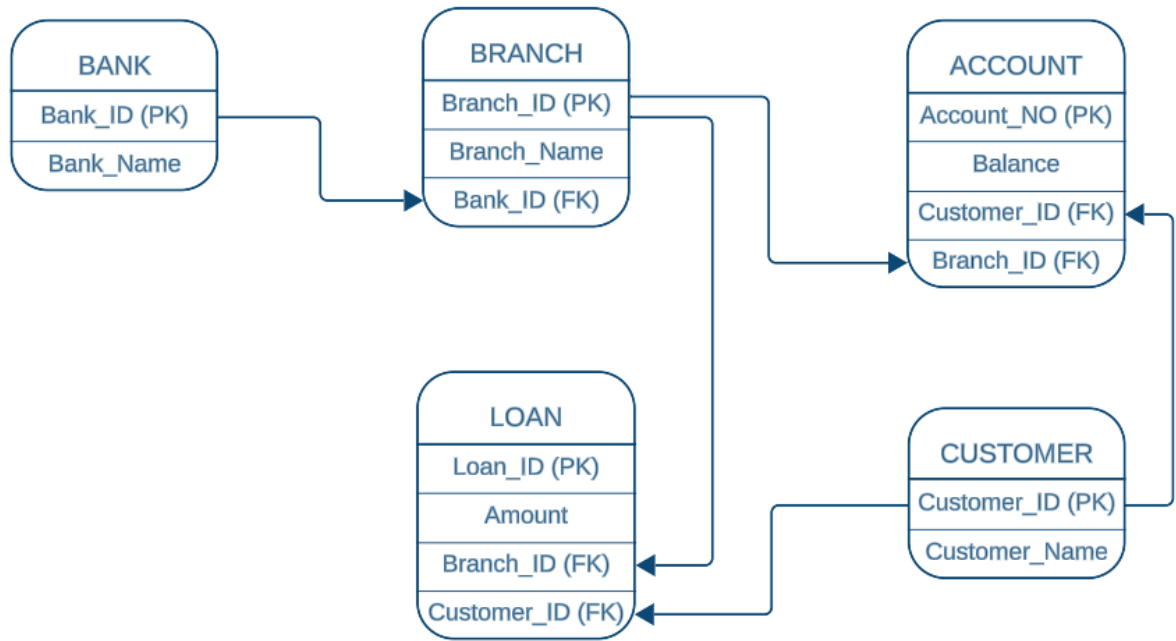 BANK
Bank_ID (PK)
Bank_Name
BRANCH
Branch_ID (PK)
Branch_Name
Bank_ID (FK)
ACCOUNT
Account_NO (PK)
Balance
Customer_ID (FK)
Branch_ID (FK)
LOAN
Loan_ID (PK)
Amount
Branch_ID (FK)
Customer_ID (FK)
CUSTOMER
Customer_ID (PK)
Customer_Name